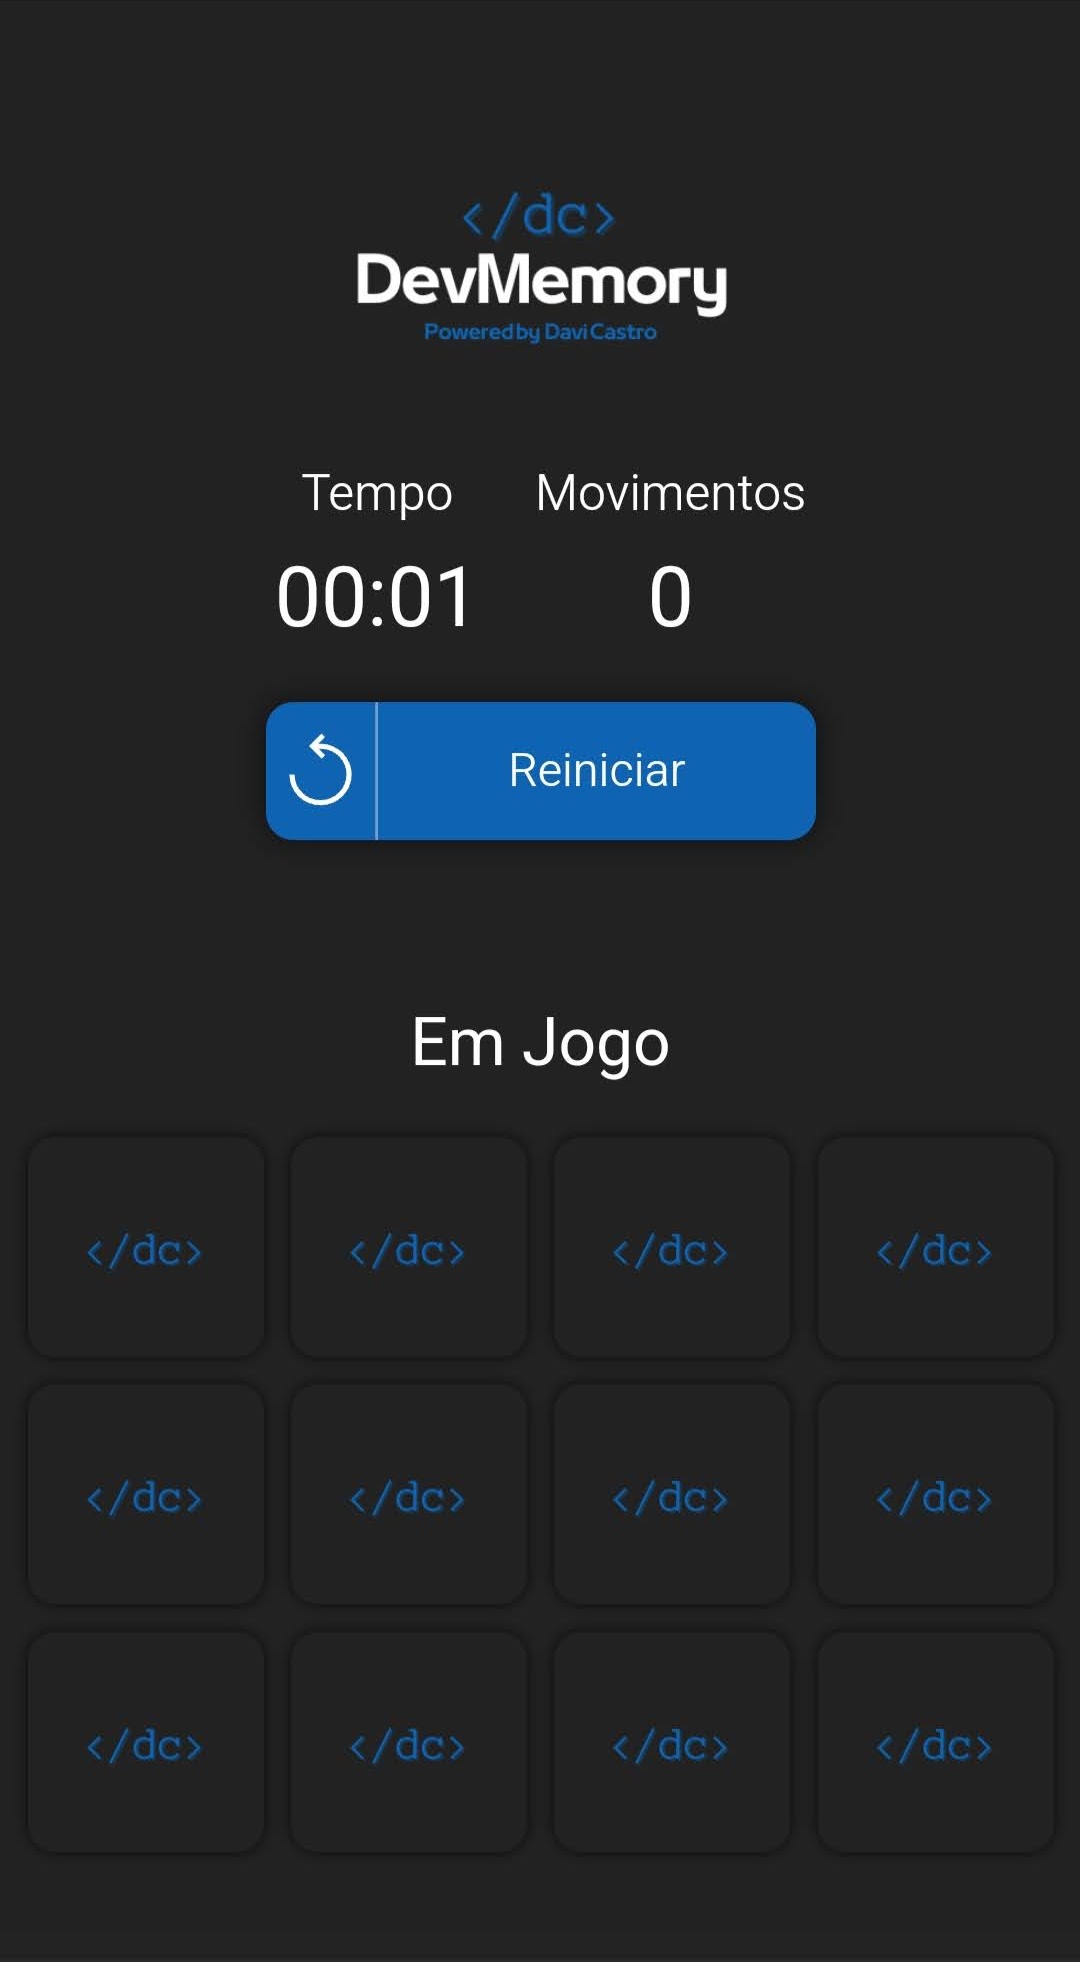 </dc>
DevMemory
Powered by Davi Castro
Tempo Movimentos
00:01 0
Reiniciar
Em Jogo
</dc> </dc> </dc> </dc>
</dc> </dc> </dc> </dc>
</dc> </dc> </dc> </dc>